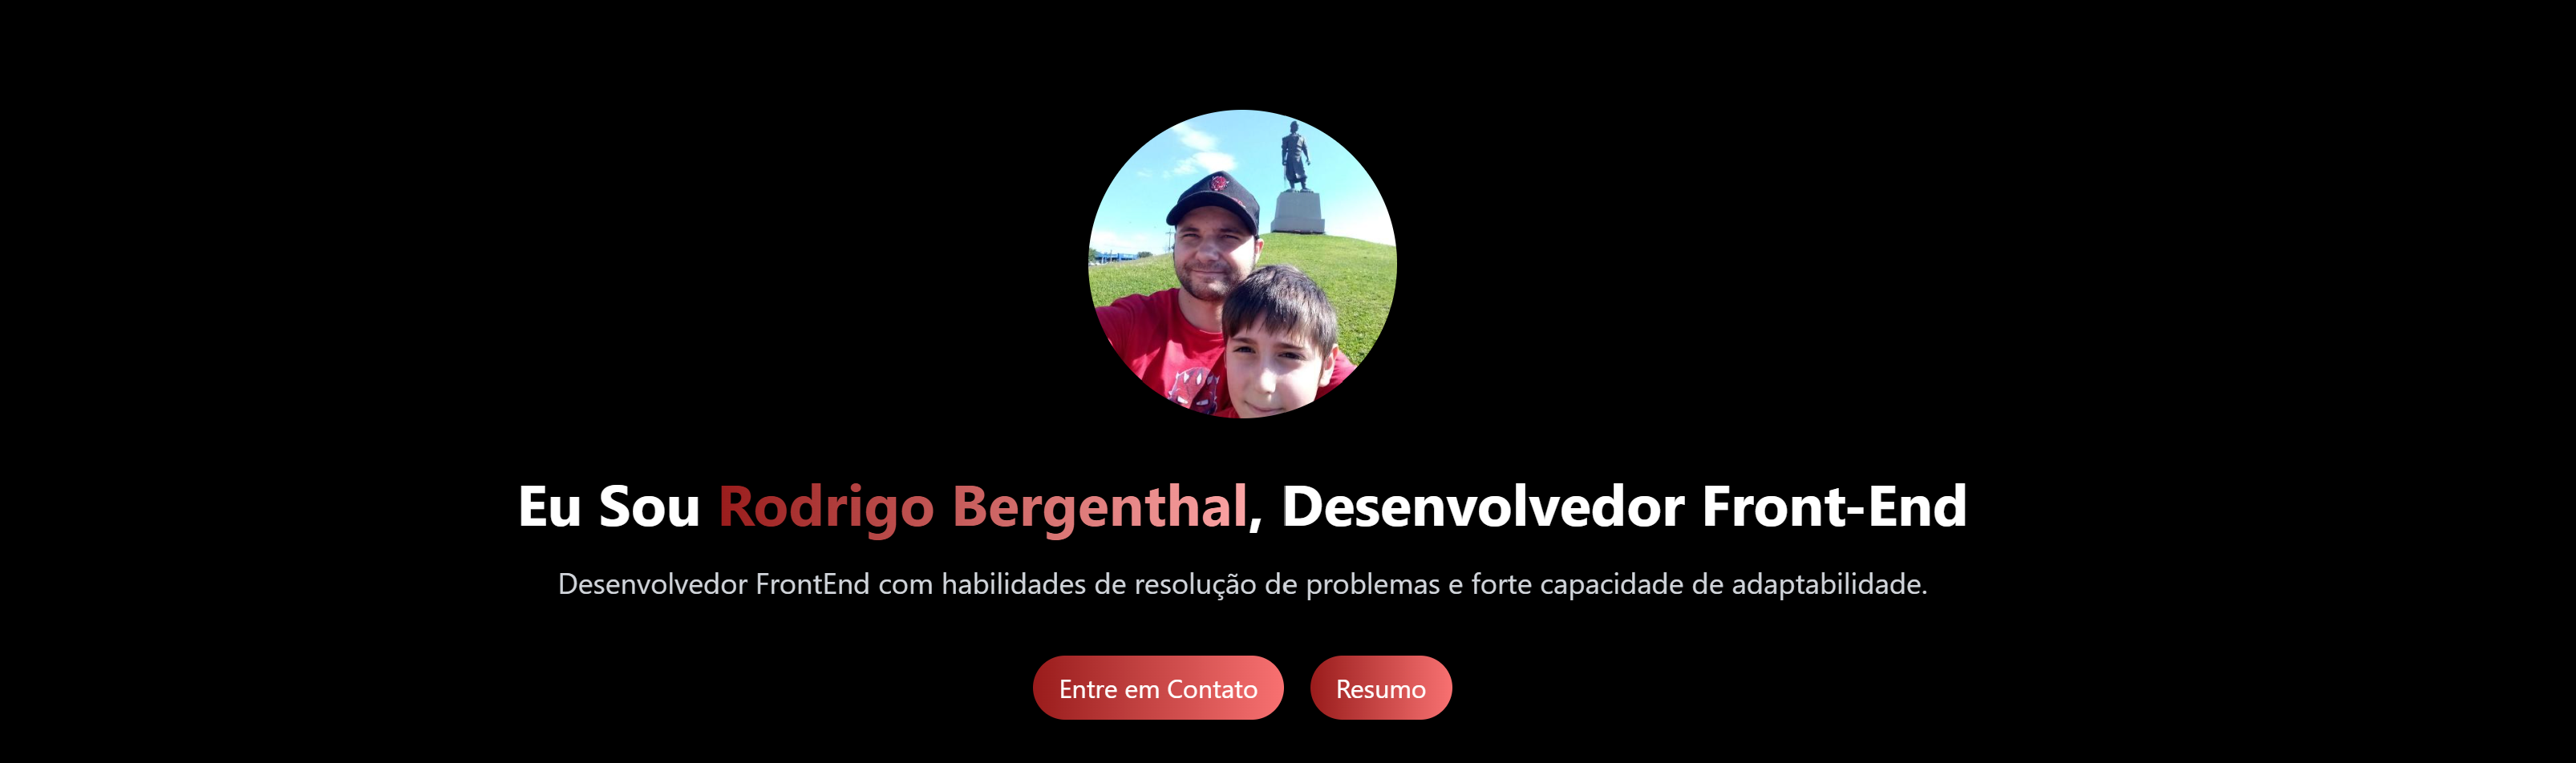 Eu Sou Rodrigo Bergenthal, Desenvolvedor Front-End
Desenvolvedor FrontEnd com habilidades de resolução de problemas e forte capacidade de adaptabilidade.
Entre em Contato
Resumo